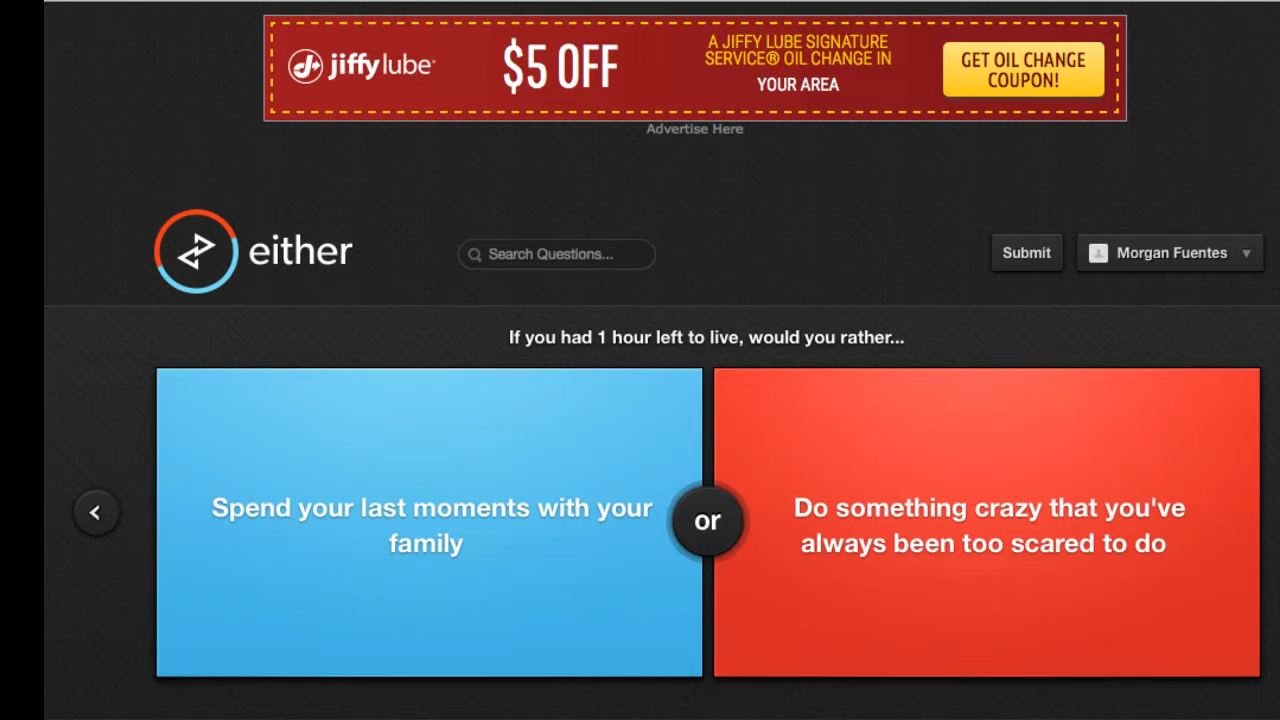 jiffy lube
$5 OFF
A JIFFY LUBE SIGNATURE
SERVICE® OIL CHANGE IN
YOUR AREA
GET OIL CHANGE
COUPON!
Advertise Here
either
Search Questions...
Submit
Morgan Fuentes
If you had 1 hour left to live, would you rather...
Spend your last moments with your
family
or
Do something crazy that you've
always been too scared to do